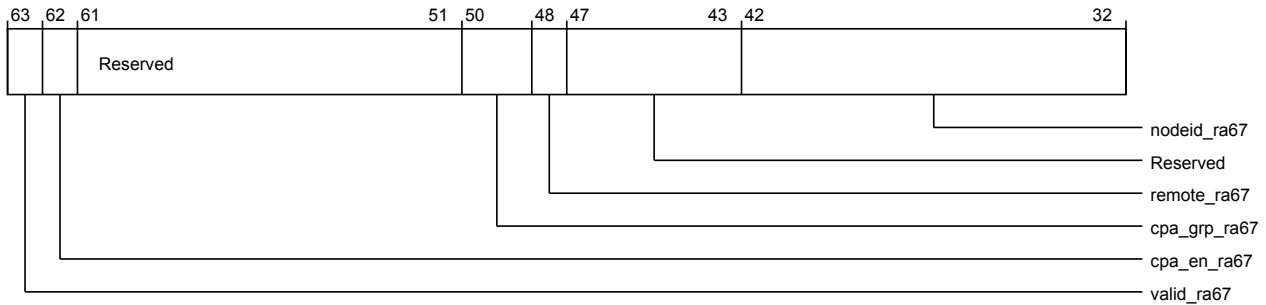 63 62 61 51 50 48 47 43 42 32
Reserved
nodeid_ra67
Reserved
remote_ra67
cpa_grp_ra67
cpa_en_ra67
valid_ra67